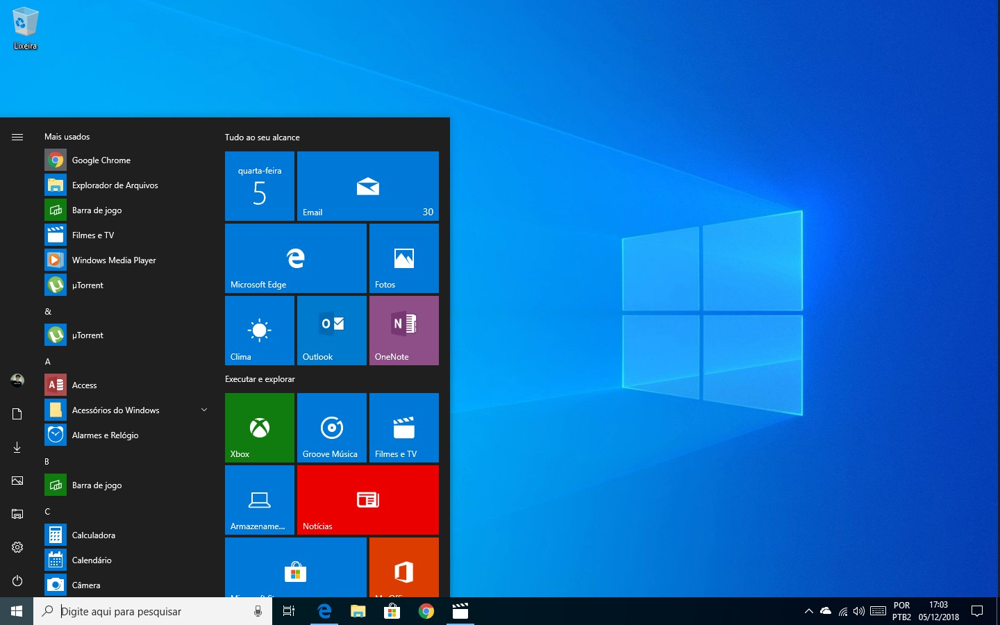 Lixeira
Mais usados
Google Chrome
Explorador de Arquivos
Barra de jogo
Filmes e TV
Windows Media Player
µTorrent
&
µTorrent
A
Access
Acessórios do Windows
Alarmes e Relógio
B
Barra de jogo
C
Calculadora
Calendário
Câmera
Tudo ao seu alcance
quarta-feira
5
Email
30
Microsoft Edge
Fotos
Clima
Outlook
OneNote
Executar e explorar
Xbox
Groove Música
Filmes e TV
Armazename...
Notícias
Digite aqui para pesquisar
POR
PTB2
17:03
05/12/2018